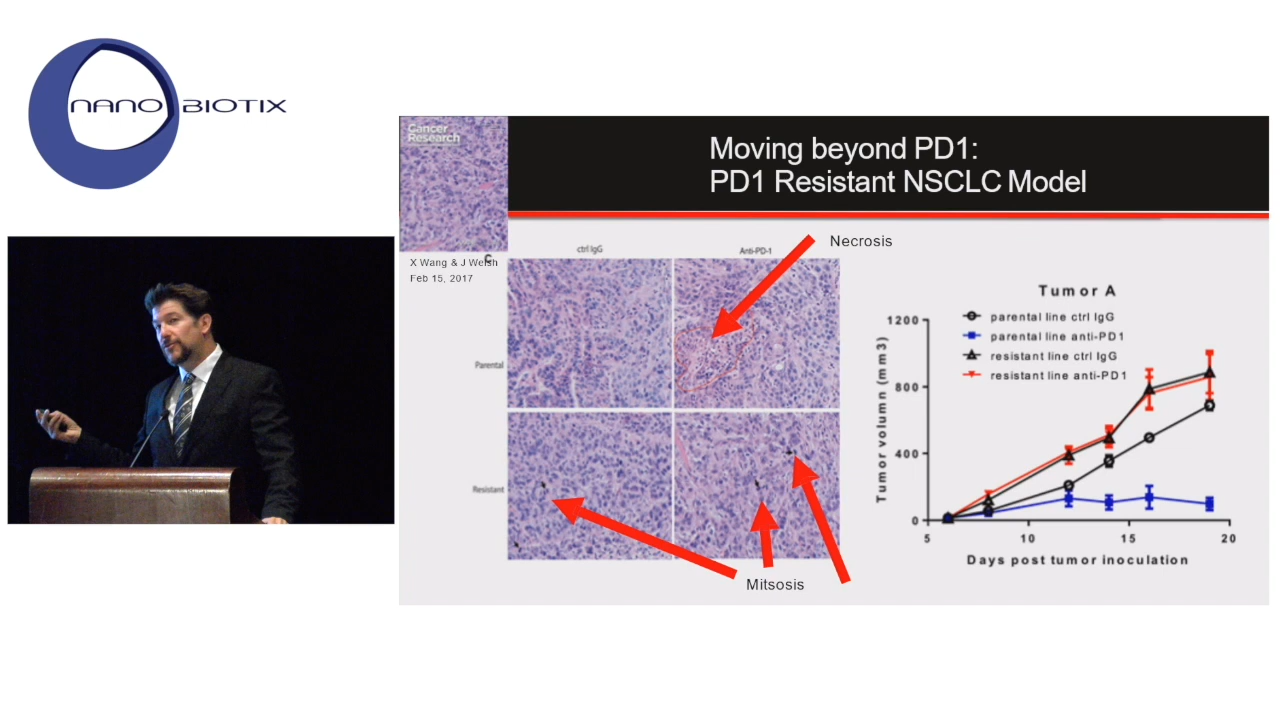 NANO BIOTIX
Cancer
Research
Moving beyond PD1:
PD1 Resistant NSCLC Model
X Wang & J Welsh
Feb 15, 2017
C
ctrl IgG
Anti-PD-1
Necrosis
Parental
Resistant
Mitsosis
Tumor A
parental line ctrl IgG
parental line anti-PD1
resistant line ctrl IgG
resistant line anti-PD1
Tumor volumn (mm3)
1200
800
400
0
5
10
15
20
Days post tumor inoculation